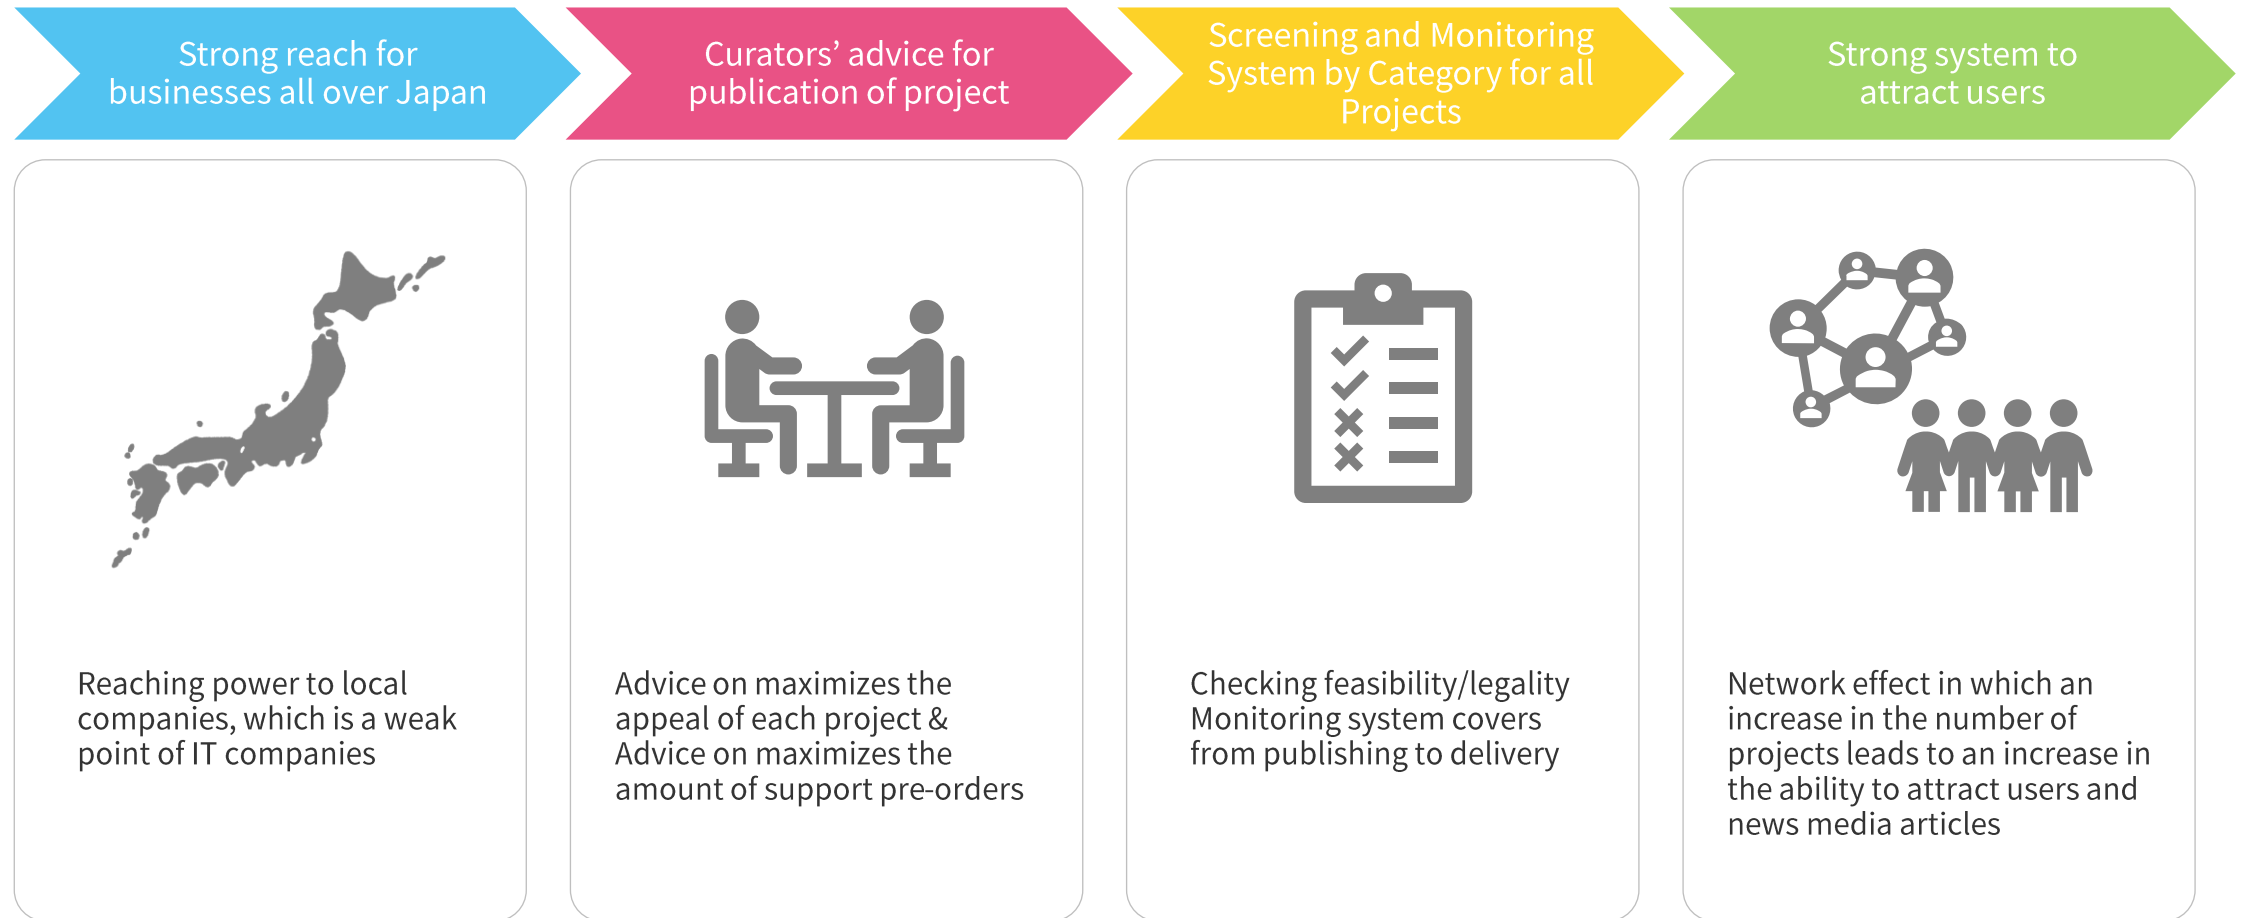 Strong reach for
businesses all over Japan
Curators’ advice for
publication of project
Screening and Monitoring
System by Category for all
Projects
Strong system to
attract users
Reaching power to local
companies, which is a weak
point of IT companies
Advice on maximizes the
appeal of each project &
Advice on maximizes the
amount of support pre-orders
Checking feasibility/legality
Monitoring system covers
from publishing to delivery
Network effect in which an
increase in the number of
projects leads to an increase in
the ability to attract users and
news media articles